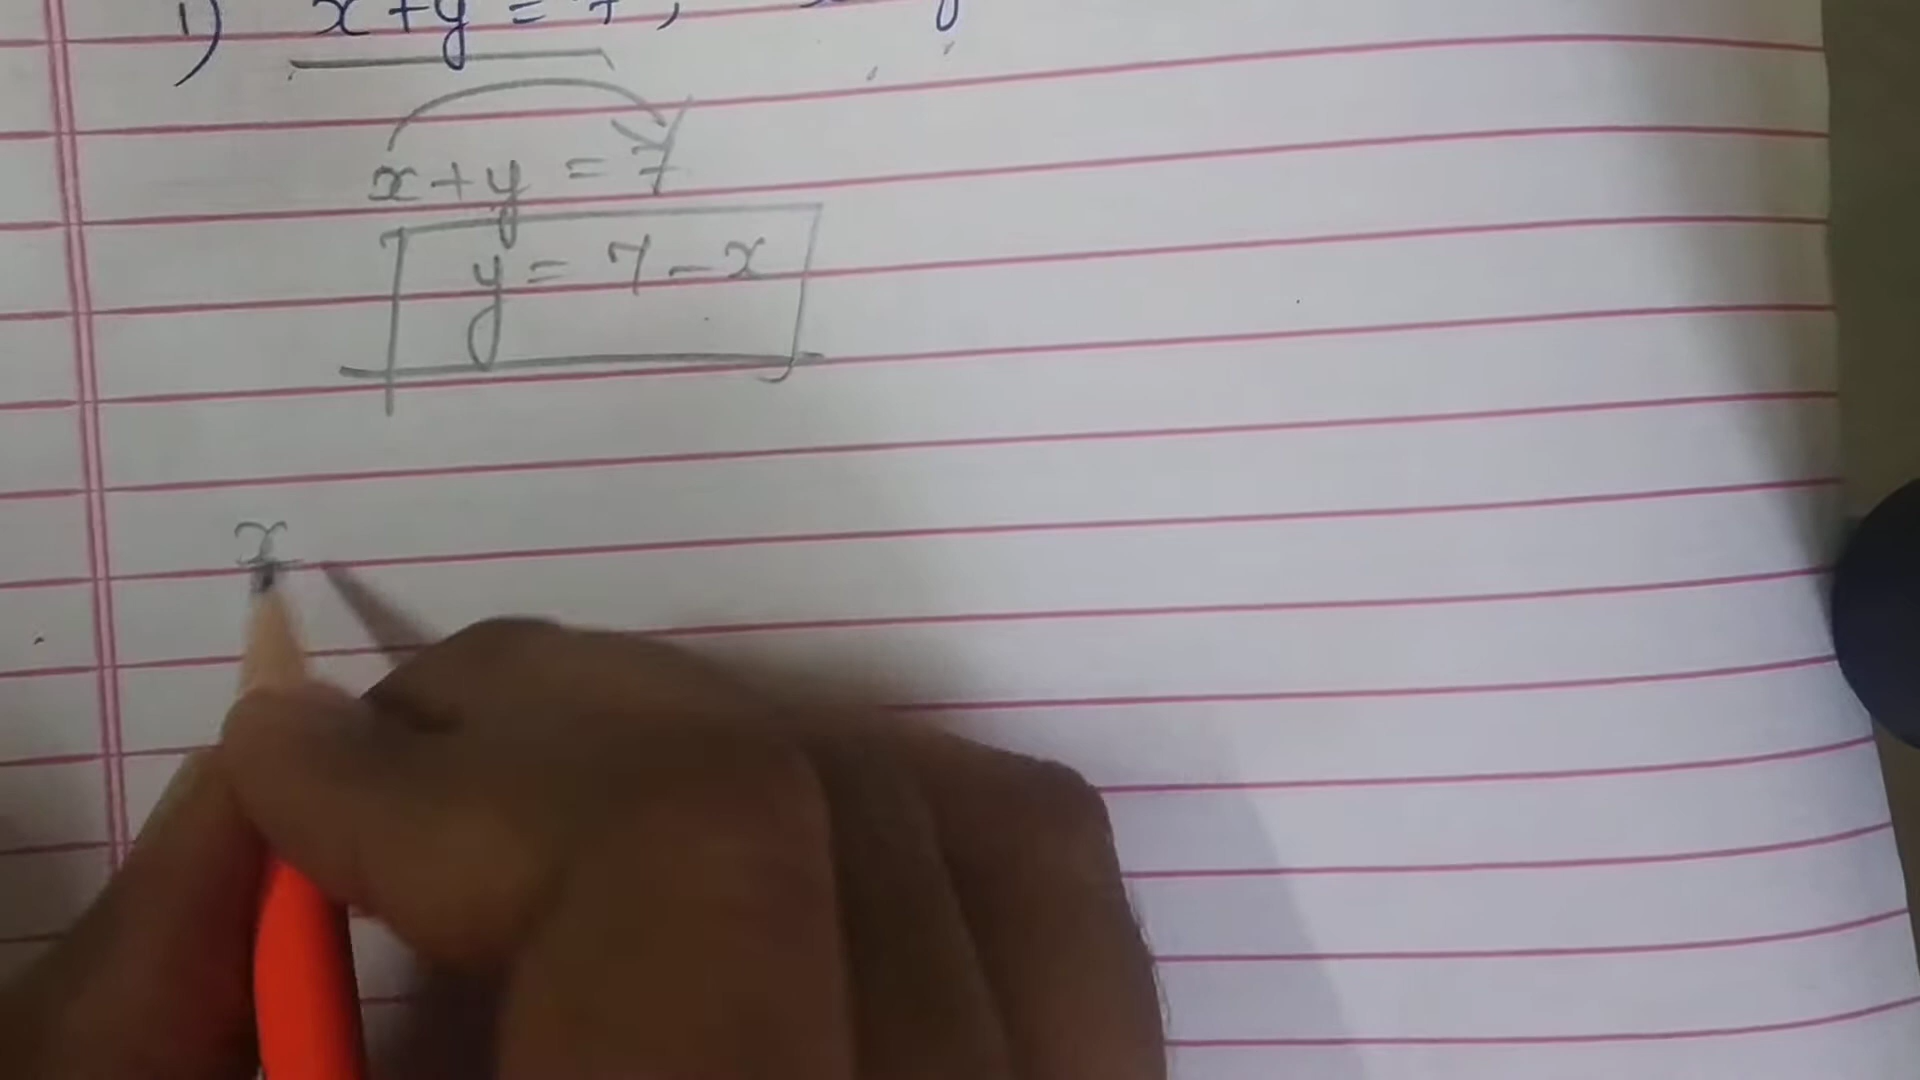 1) x+y = 7,
x+y = 7
y = 7-x
x